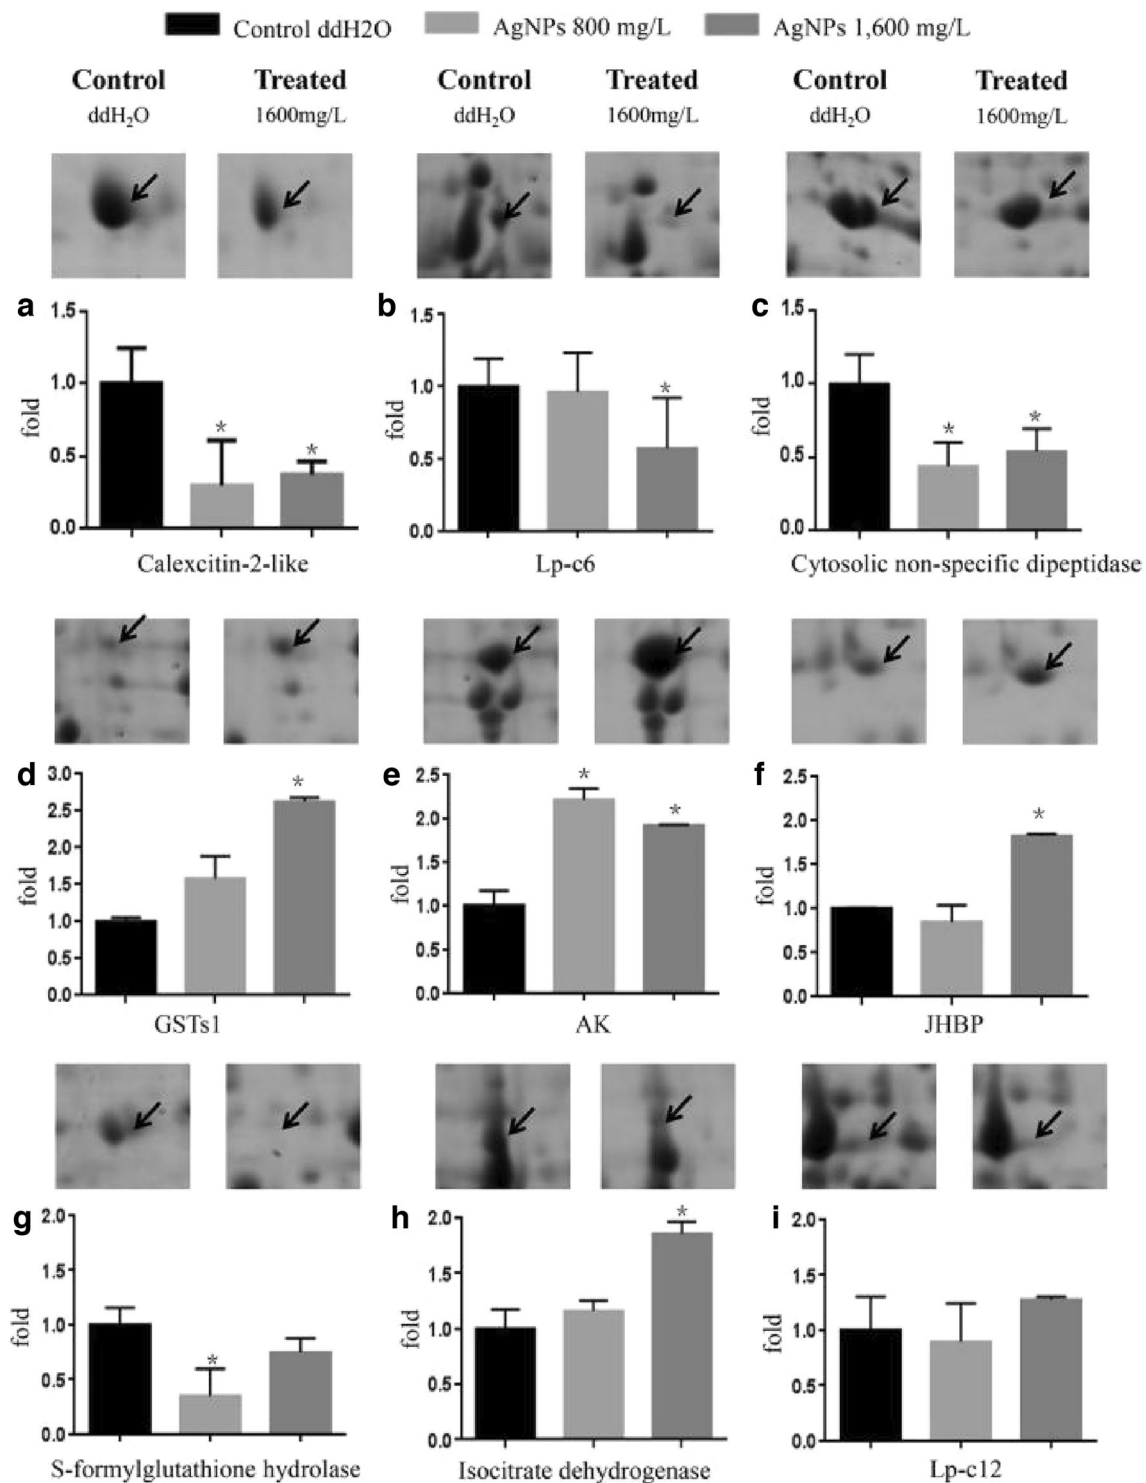 Control ddH2O AgNPs 800 mg/L AgNPs 1,600 mg/L
Control Treated Control Treated Control Treated
ddH₂O 1600mg/L ddH₂O 1600mg/L ddH₂O 1600mg/L
a
fold
1.5
1.0
0.5
0.0
*
*
Calexcitin-2-like
b
fold
1.5
1.0
0.5
0.0
*
Lp-c6
c
fold
1.5
1.0
0.5
0.0
*
*
Cytosolic non-specific dipeptidase
d
fold
3.0
2.5
2.0
1.5
1.0
0.5
0.0
*
GSTs1
e
fold
2.5
2.0
1.5
1.0
0.5
0.0
*
*
AK
f
fold
2.5
2.0
1.5
1.0
0.5
0.0
*
JHBP
g
fold
2.0
1.5
1.0
0.5
0.0
*
S-formylglutathione hydrolase
h
fold
2.0
1.5
1.0
0.5
0.0
*
Isocitrate dehydrogenase
i
fold
2.0
1.5
1.0
0.5
0.0
Lp-c12